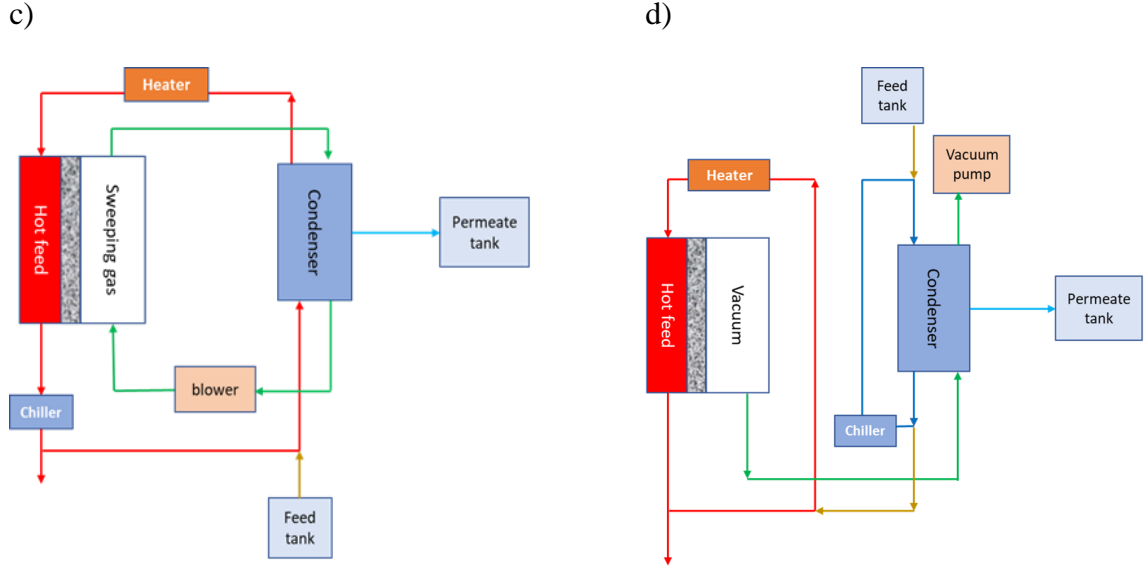 c)
Heater
Hot feed
Sweeping gas
Condenser
Permeate
tank
blower
Chiller
Feed
tank
d)
Feed
tank
Vacuum
pump
Heater
Hot feed
Vacuum
Condenser
Permeate
tank
Chiller